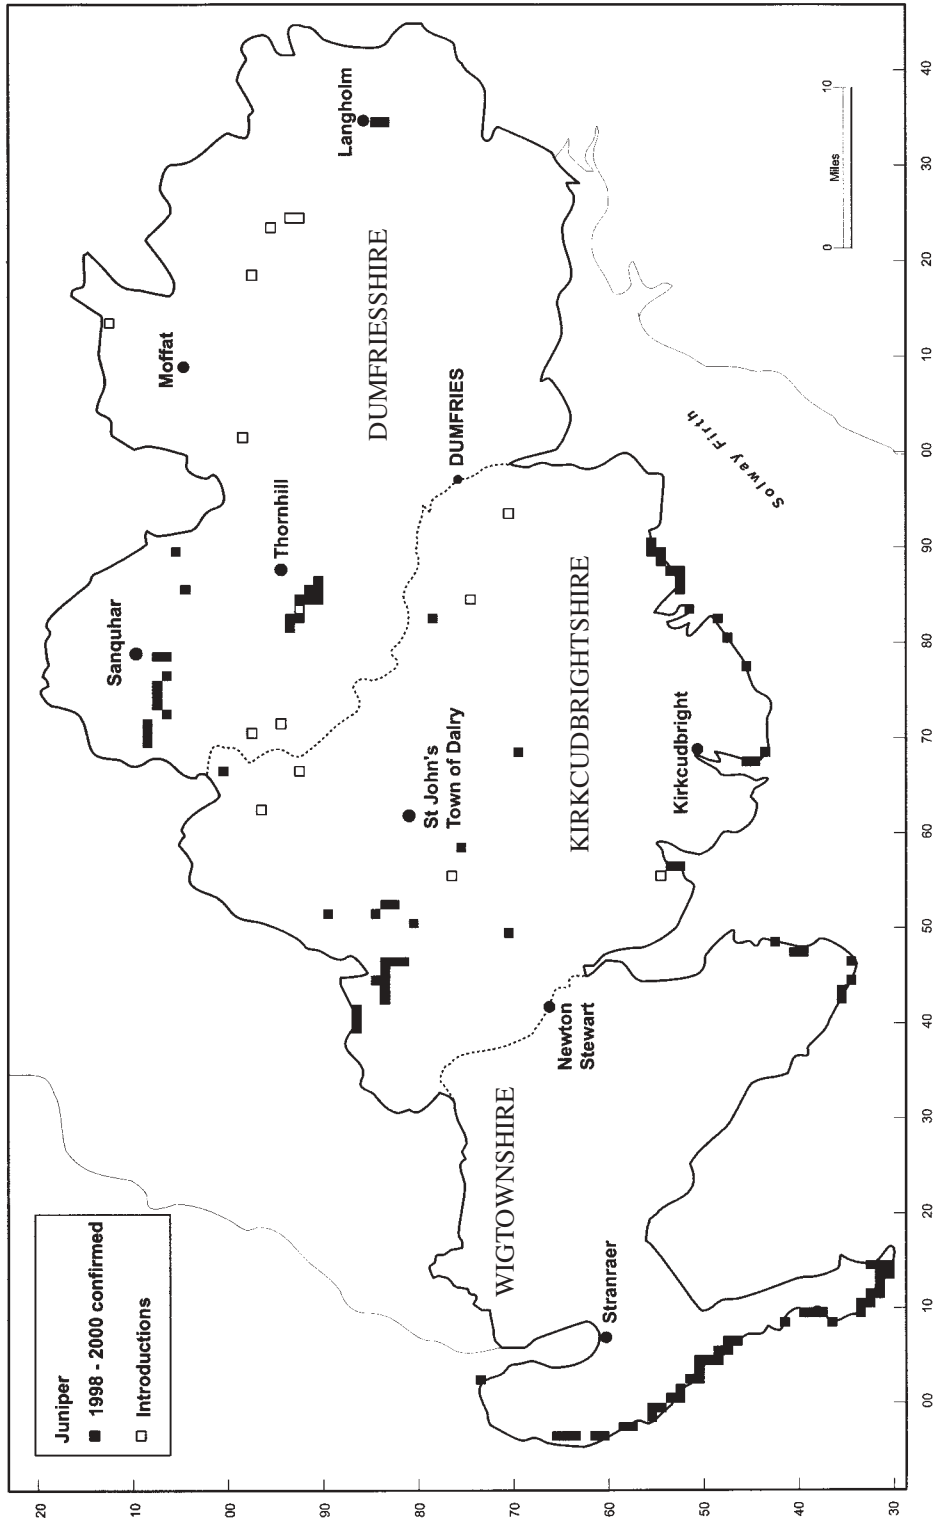 Juniper
1998 - 2000 confirmed
Introductions
Sanquhar
Moffat
Langholm
Thornhill
DUMFRIESSHIRE
DUMFRIES
St John's
Town of Dalry
KIRKCUDBRIGHTSHIRE
Kirkcudbright
Newton
Stewart
WIGTOWNSHIRE
Stranraer
Solway Firth
0 10
Miles
20
10
00
90
80
70
60
50
40
30
00 10 20 30 40 50 60 70 80 90 00 10 20 30 40